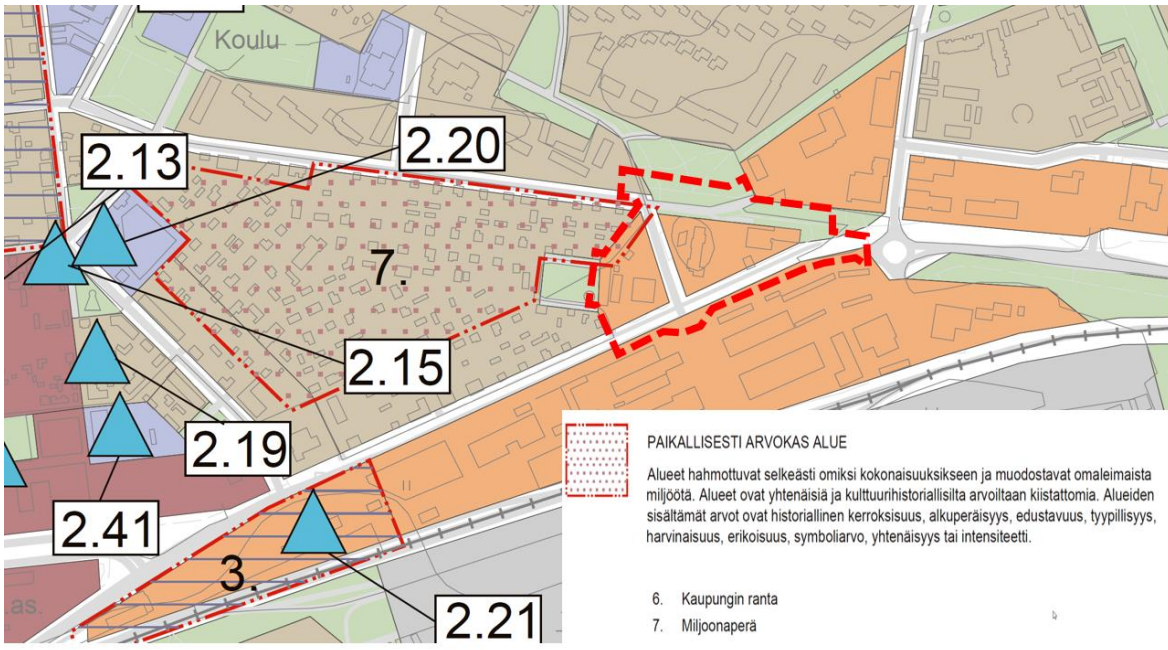 Koulu
2.13
2.20
7.
2.15
2.19
2.41
3.
2.21
as.
PAIKALLISESTI ARVOKAS ALUE
Alueet hahmottuvat selkeästi omiksi kokonaisuuksikseen ja muodostavat omaleimaista
miljöötä. Alueet ovat yhtenäisiä ja kulttuurihistoriallisilta arvoiltaan kiistattomia. Alueiden
sisältämät arvot ovat historiallinen kerroksisuus, alkuperäisyys, edustavuus, tyypillisyys,
harvinaisuus, erikoisuus, symboliarvo, yhtenäisyys tai intensiteetti.
6. Kaupungin ranta
7. Miljoonaperä